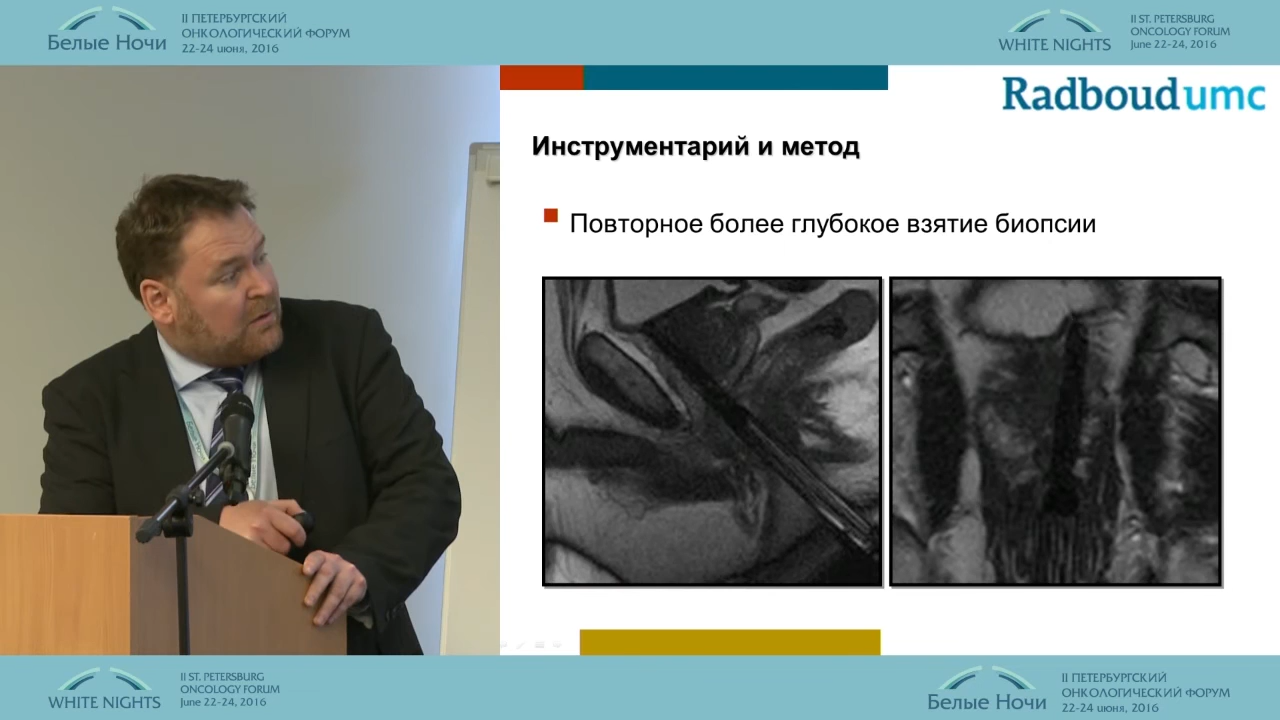 Белые Ночи
II ПЕТЕРБУРГСКИЙ
ОНКОЛОГИЧЕСКИЙ ФОРУМ
22-24 июня, 2016
WHITE NIGHTS
II ST. PETERSBURG
ONCOLOGY FORUM
June 22-24, 2016
Radboudumc
Инструментарий и метод
Повторное более глубокое взятие биопсии
WHITE NIGHTS
II ST. PETERSBURG
ONCOLOGY FORUM
June 22-24, 2016
Белые Ночи
II ПЕТЕРБУРГСКИЙ
ОНКОЛОГИЧЕСКИЙ ФОРУМ
22-24 июня, 2016